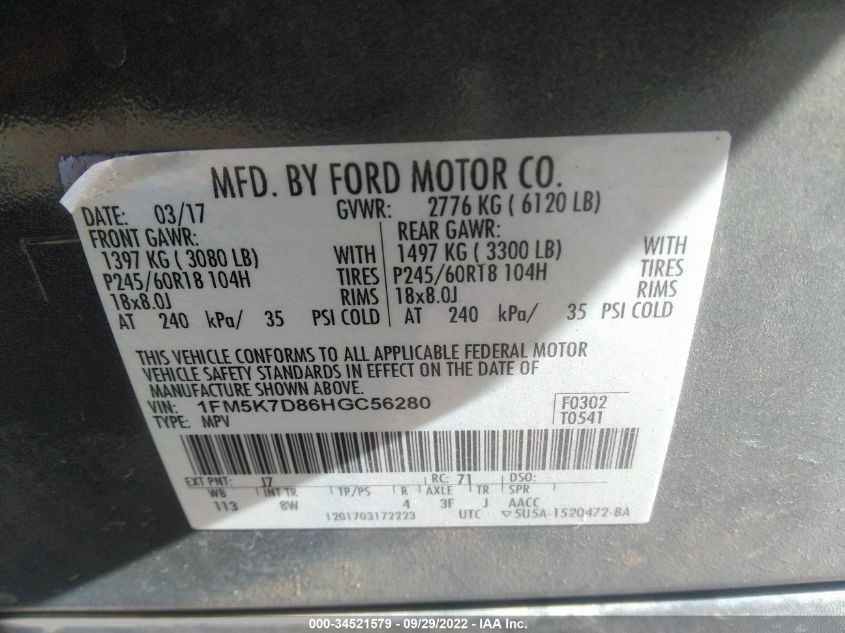 MFD. BY FORD MOTOR CO.
DATE: 03/17 GVWR: 2776 KG ( 6120 LB)
FRONT GAWR: REAR GAWR:
1397 KG ( 3080 LB) WITH 1497 KG ( 3300 LB) WITH
P245/60R18 104H TIRES P245/60R18 104H TIRES
18x8.0J RIMS 18x8.0J RIMS
AT 240 kPa/ 35 PSI COLD AT 240 kPa/ 35 PSI COLD
THIS VEHICLE CONFORMS TO ALL APPLICABLE FEDERAL MOTOR
VEHICLE SAFETY STANDARDS IN EFFECT ON THE DATE OF
MANUFACTURE SHOWN ABOVE.
VIN: 1FM5K7D86HGC56280 F0302
TYPE: MPV T0541
EXT PNT: J7 RC: 71 DSO:
WB INT TR TP/PS R AXLE TR SPR
113 8W 4 3F J AACC
1201703172223 UTC ▽5U5A-1520472-BA
000-34521579 - 09/29/2022 - IAA Inc.